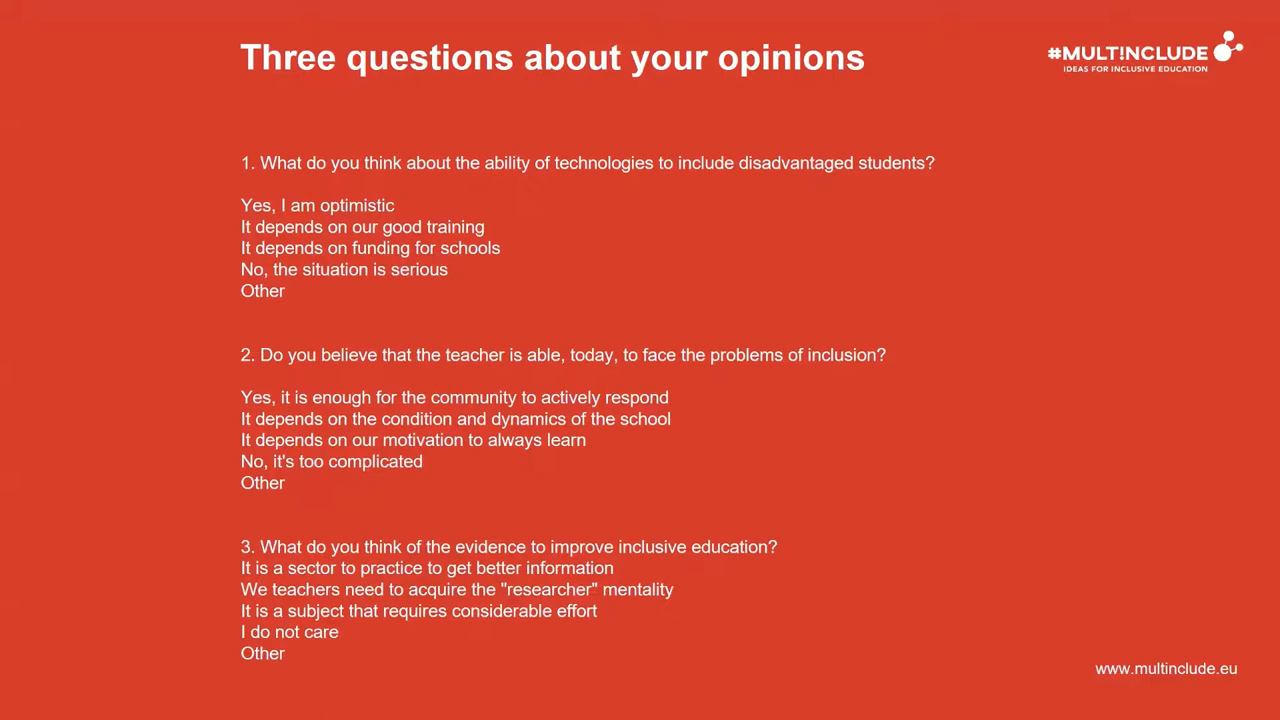 Three questions about your opinions
#MULT!NCLUDE
IDEAS FOR INCLUSIVE EDUCATION
1. What do you think about the ability of technologies to include disadvantaged students?
Yes, I am optimistic
It depends on our good training
It depends on funding for schools
No, the situation is serious
Other
2. Do you believe that the teacher is able, today, to face the problems of inclusion?
Yes, it is enough for the community to actively respond
It depends on the condition and dynamics of the school
It depends on our motivation to always learn
No, it's too complicated
Other
3. What do you think of the evidence to improve inclusive education?
It is a sector to practice to get better information
We teachers need to acquire the "researcher" mentality
It is a subject that requires considerable effort
I do not care
Other
www.multinclude.eu